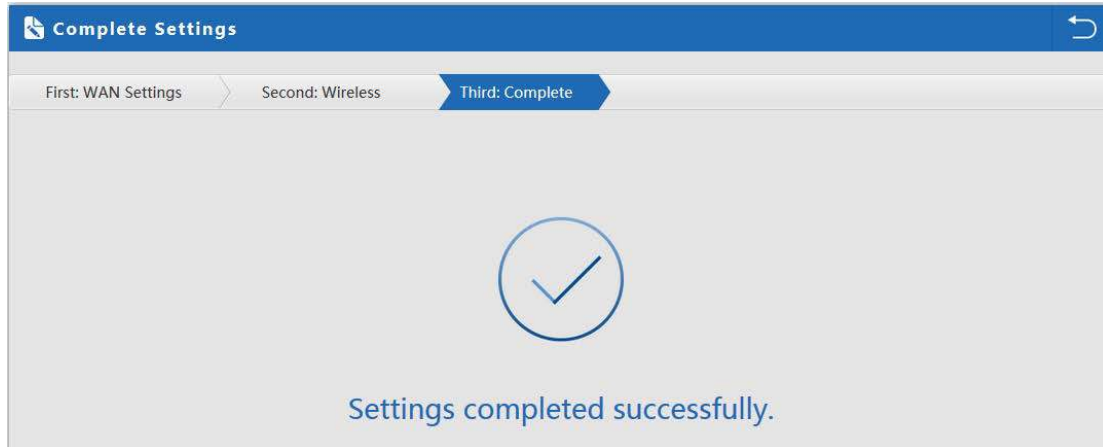 Complete Settings
First: WAN Settings Second: Wireless Third: Complete
Settings completed successfully.